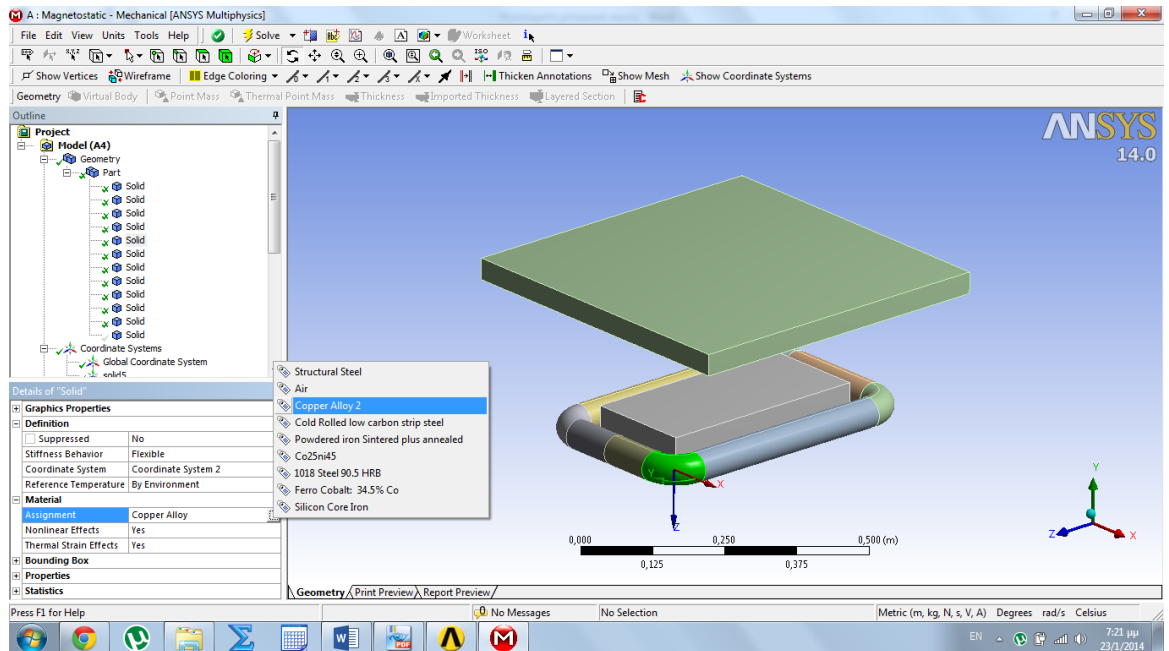 A : Magnetostatic - Mechanical [ANSYS Multiphysics]
File Edit View Units Tools Help Solve Worksheet
Show Vertices Wireframe Edge Coloring Thicken Annotations Show Mesh Show Coordinate Systems
Geometry Virtual Body Point Mass Thermal Point Mass Thickness Imported Thickness Layered Section
Outline
Project
Model (A4)
Geometry
Part
Solid
Solid
Solid
Solid
Solid
Solid
Solid
Solid
Solid
Solid
Solid
Solid
Coordinate Systems
Global Coordinate System
solid5
Details of "Solid"
Graphics Properties
Definition
Suppressed No
Stiffness Behavior Flexible
Coordinate System Coordinate System 2
Reference Temperature By Environment
Material
Assignment Copper Alloy
Nonlinear Effects Yes
Thermal Strain Effects Yes
Bounding Box
Properties
Statistics
Structural Steel
Air
Copper Alloy 2
Cold Rolled low carbon strip steel
Powdered iron Sintered plus annealed
Co25ni45
1018 Steel 90.5 HRB
Ferro Cobalt: 34.5% Co
Silicon Core Iron
ANSYS
14.0
Y
X
Z
Y
Z
X
0,000 0,250 0,500 (m)
0,125 0,375
Geometry Print Preview Report Preview
Press F1 for Help No Messages No Selection Metric (m, kg, N, s, V, A) Degrees rad/s Celsius
EN 7:21 μμ
23/1/2014